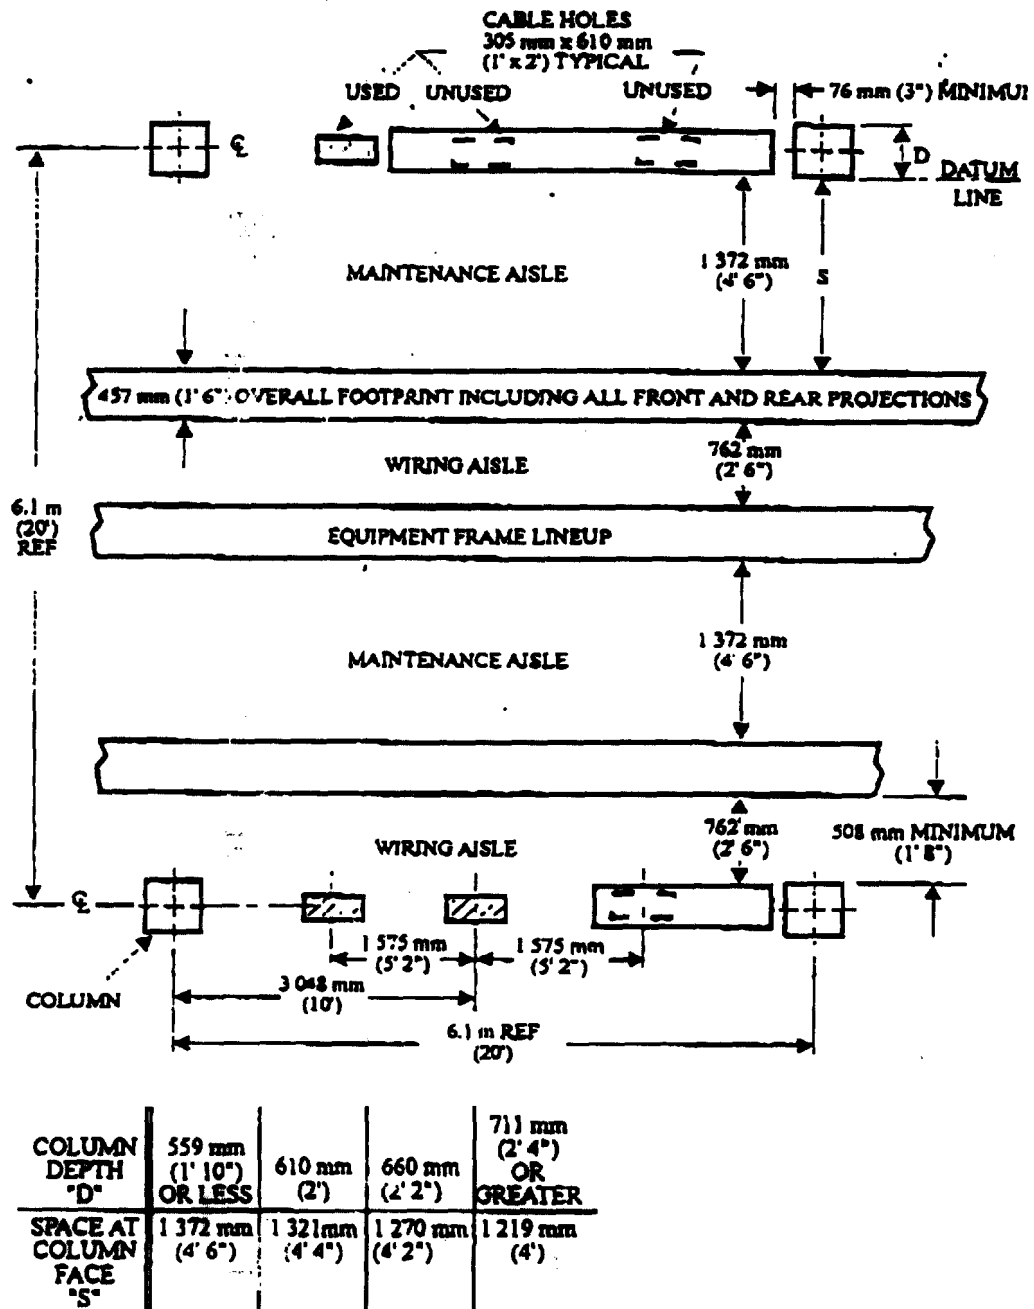 CABLE HOLES
305 mm x 610 mm
(1' x 2') TYPICAL
USED
UNUSED
UNUSED
76 mm (3") MINIMU
℄
D
DATUM
LINE
MAINTENANCE AISLE
1 372 mm
(4' 6")
S
457 mm (1' 6") OVERALL FOOTPRINT INCLUDING ALL FRONT AND REAR PROJECTIONS
WIRING AISLE
762 mm
(2' 6")
6.1 m
(20')
REF
EQUIPMENT FRAME LINEUP
MAINTENANCE AISLE
1 372 mm
(4' 6")
WIRING AISLE
762 mm
(2' 6")
508 mm MINIMUM
(1' 8")
℄
1 575 mm
(5' 2")
1 575 mm
(5' 2")
3 048 mm
(10')
COLUMN
6.1 m REF
(20')
COLUMN
DEPTH
"D"
559 mm
(1' 10")
OR LESS
610 mm
(2')
660 mm
(2' 2")
711 mm
(2' 4")
OR
GREATER
SPACE AT
COLUMN
FACE
"S"
1 372 mm
(4' 6")
1 321mm
(4' 4")
1 270 mm
(4' 2")
1 219 mm
(4')